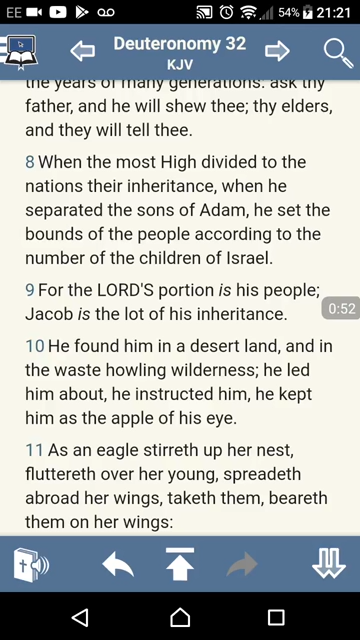 EE 54% 21:21
Deuteronomy 32
KJV
the years of many generations: ask thy
father, and he will shew thee; thy elders,
and they will tell thee.
8 When the most High divided to the
nations their inheritance, when he
separated the sons of Adam, he set the
bounds of the people according to the
number of the children of Israel.
9 For the LORD'S portion is his people;
Jacob is the lot of his inheritance.
0:52
10 He found him in a desert land, and in
the waste howling wilderness; he led
him about, he instructed him, he kept
him as the apple of his eye.
11 As an eagle stirreth up her nest,
fluttereth over her young, spreadeth
abroad her wings, taketh them, beareth
them on her wings: